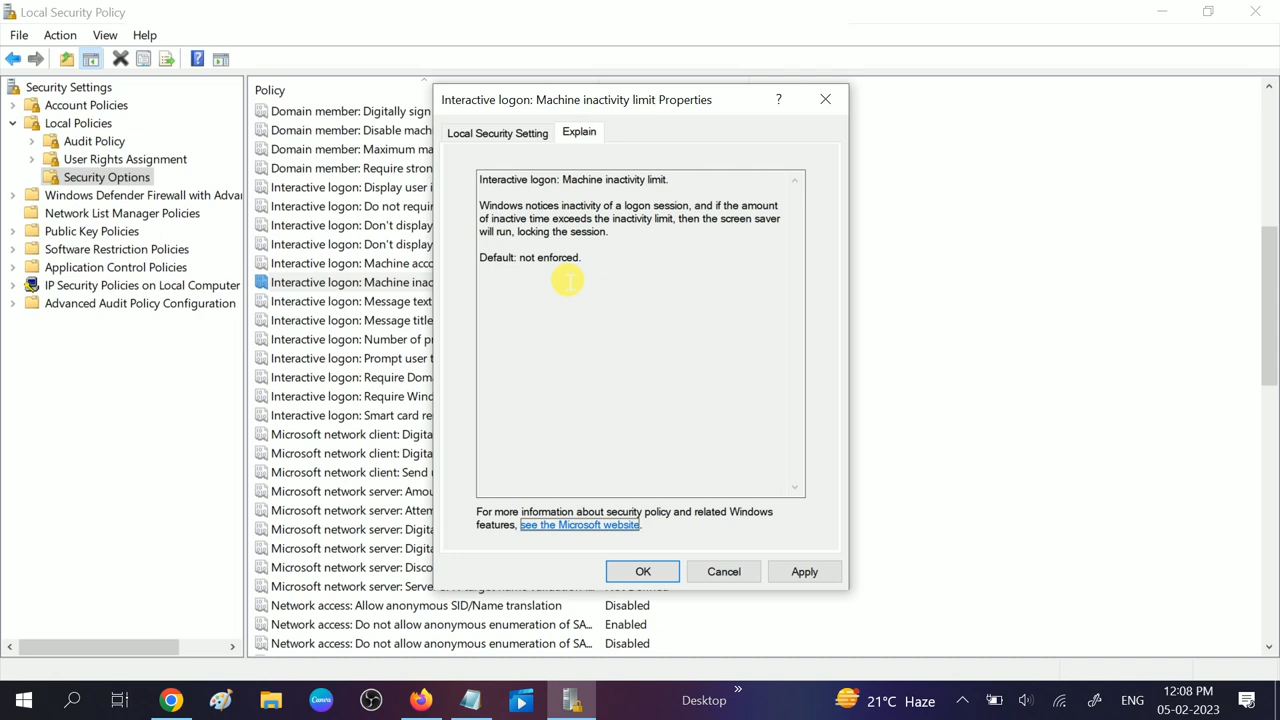 Local Security Policy
File Action View Help
Security Settings
Account Policies
Local Policies
Audit Policy
User Rights Assignment
Security Options
Windows Defender Firewall with Adva
Network List Manager Policies
Public Key Policies
Software Restriction Policies
Application Control Policies
IP Security Policies on Local Computer
Advanced Audit Policy Configuration
Policy
Domain member: Digitally sign
Domain member: Disable mach
Domain member: Maximum ma
Domain member: Require stron
Interactive logon: Display user i
Interactive logon: Do not requir
Interactive logon: Don't display
Interactive logon: Don't display
Interactive logon: Machine acco
Interactive logon: Machine inac
Interactive logon: Message text
Interactive logon: Message title
Interactive logon: Number of p
Interactive logon: Prompt user t
Interactive logon: Require Dom
Interactive logon: Require Wind
Interactive logon: Smart card re
Microsoft network client: Digita
Microsoft network client: Digita
Microsoft network client: Send u
Microsoft network server: Amou
Microsoft network server: Attem
Microsoft network server: Digita
Microsoft network server: Digita
Microsoft network server: Disco
Microsoft network server: Serve
Network access: Allow anonymous SID/Name translation Disabled
Network access: Do not allow anonymous enumeration of SA... Enabled
Network access: Do not allow anonymous enumeration of SA... Disabled
Interactive logon: Machine inactivity limit Properties ?
Local Security Setting Explain
Interactive logon: Machine inactivity limit.
Windows notices inactivity of a logon session, and if the amount
of inactive time exceeds the inactivity limit, then the screen saver
will run, locking the session.
Default: not enforced.
For more information about security policy and related Windows
features, see the Microsoft website.
OK Cancel Apply
Canva
Desktop
21°C Haze
ENG
12:08 PM
05-02-2023